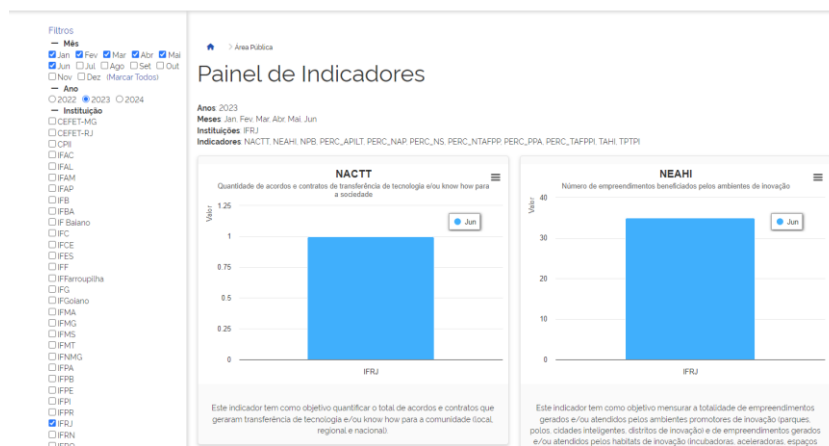 Filtros
— Mês
Jan Fev Mar Abr Mai
Jun Jul Ago Set Out
Nov Dez (Marcar Todos)
— Ano
2022 2023 2024
— Instituição
CEFET-MG
CEFET-RJ
CPII
IFAC
IFAL
IFAM
IFAP
IFB
IFBA
IF Baiano
IFC
IFCE
IFES
IFF
IFFarroupilha
IFG
IFGoiano
IFMA
IFMG
IFMS
IFMT
IFNMG
IFPA
IFPB
IFPE
IFPI
IFPR
IFRJ
IFRN
> Área Pública
Painel de Indicadores
Anos: 2023
Meses: Jan, Fev, Mar, Abr, Mai, Jun
Instituições: IFRJ
Indicadores: NACTT, NEAHI, NPB, PERC_APILT, PERC_NAP, PERC_NS, PERC_NTAFPP, PERC_PPA, PERC_TAFPPI, TAHI, TPTPI
NACTT
Quantidade de acordos e contratos de transferência de tecnologia e/ou know how para
a sociedade
Valor
1.25
1
0.75
0.5
0.25
0
Jun
IFRJ
Este indicador tem como objetivo quantificar o total de acordos e contratos que
geraram transferência de tecnologia e/ou know how para a comunidade (local,
regional e nacional).
NEAHI
Número de empreendimentos beneficiados pelos ambientes de inovação
Valor
40
30
20
10
0
Jun
IFRJ
Este indicador tem como objetivo mensurar a totalidade de empreendimentos
gerados e/ou atendidos pelos ambientes promotores de inovação (parques,
polos, cidades inteligentes, distritos de inovação) e de empreendimentos gerados
e/ou atendidos pelos habitats de inovação (incubadoras, aceleradoras, espaços